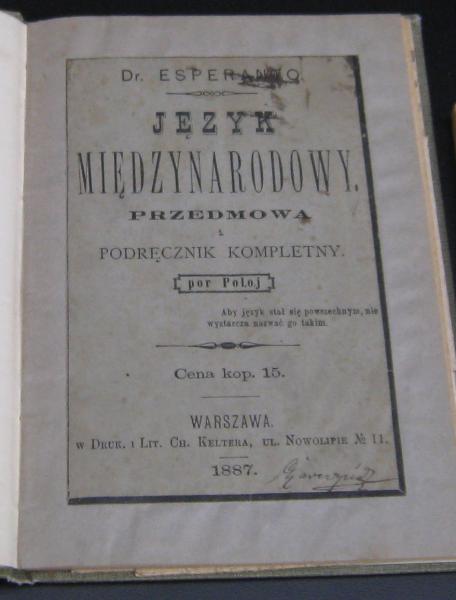 Dr. ESPERANTO.
JĘZYK
MIĘDZYNARODOWY.
PRZEDMOWA
i
PODRĘCZNIK KOMPLETNY.
por Poloj
Aby język stał się powszechnym, nie
wystarcza nazwać go takim.
Cena kop. 15.
WARSZAWA.
w Druk. i Lit. Ch. Keltera, ul. Nowolipie № 11.
1887.